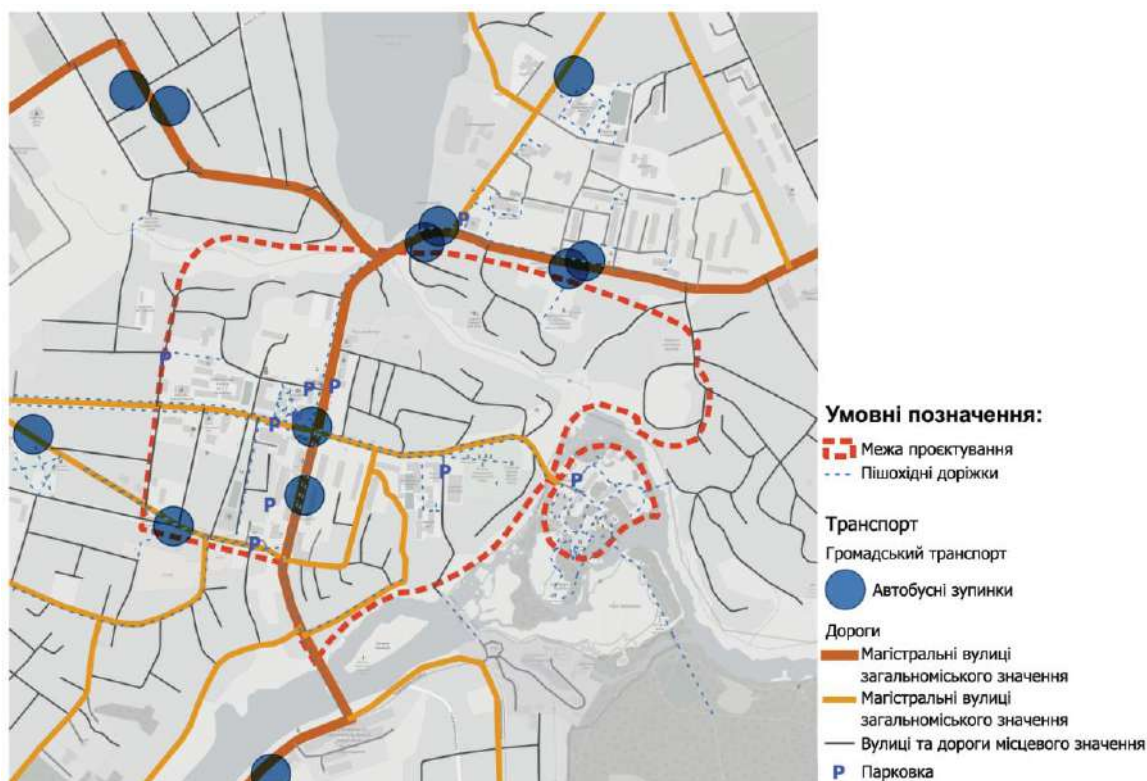 P
P
P
P
P
P
P
P
P
Умовні позначення:
Межа проєктування
Пішохідні доріжки
Транспорт
Громадський транспорт
Автобусні зупинки
Дороги
Магістральні вулиці
загальноміського значення
Магістральні вулиці
загальноміського значення
Вулиці та дороги місцевого значення
P Парковка